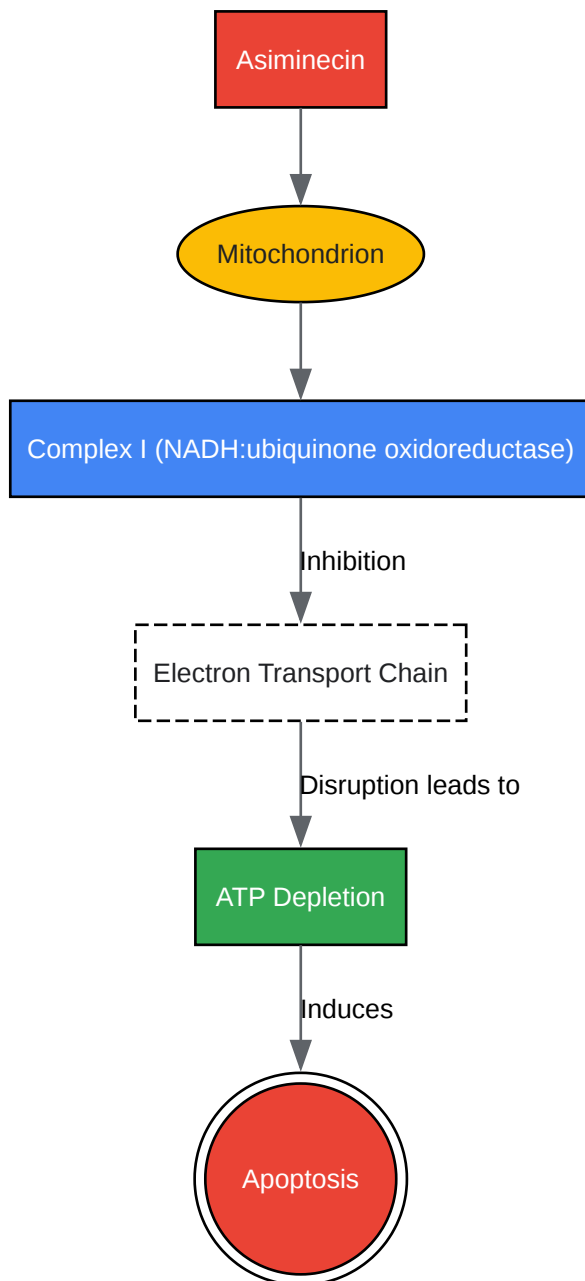 Asiminecin
Mitochondrion
Complex I (NADH:ubiquinone oxidoreductase)
Inhibition
Electron Transport Chain
Disruption leads to
ATP Depletion
Induces
Apoptosis